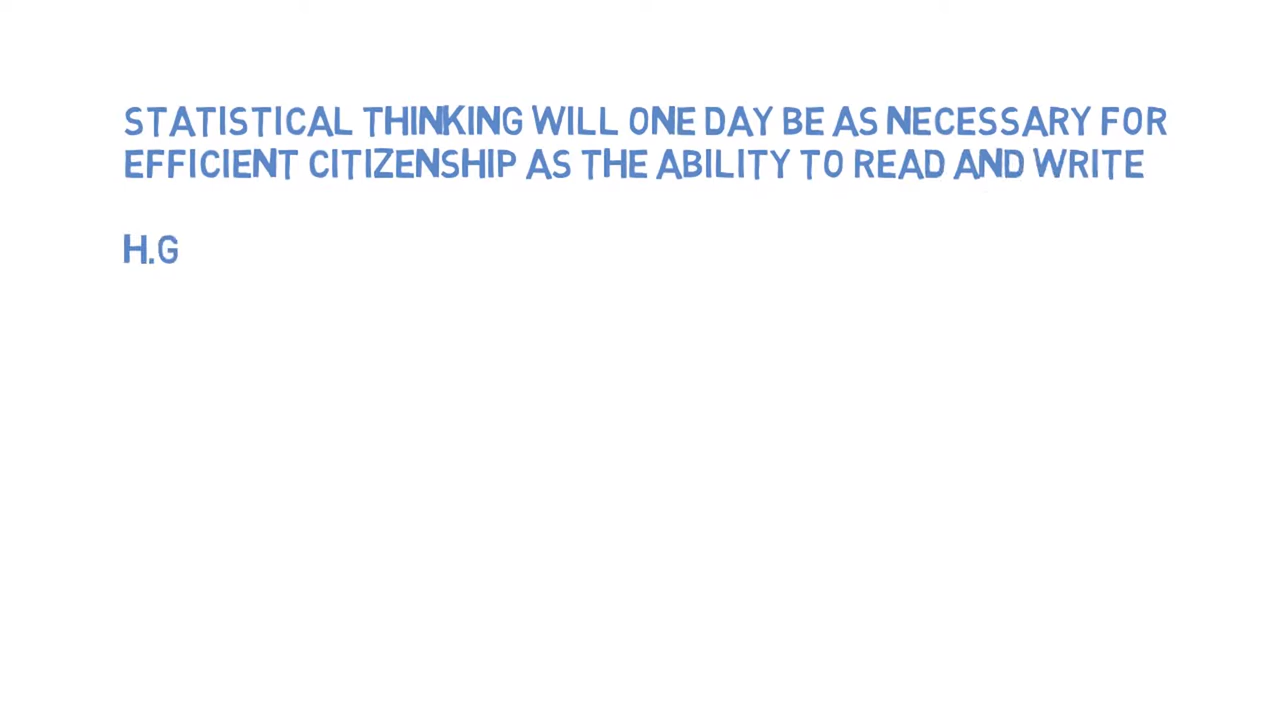 STATISTICAL THINKING WILL ONE DAY BE AS NECESSARY FOR
EFFICIENT CITIZENSHIP AS THE ABILITY TO READ AND WRITE
H.G